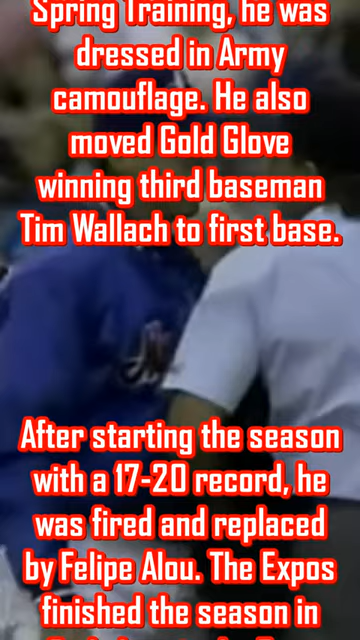 Spring Training, he was
dressed in Army
camouflage. He also
moved Gold Glove
winning third baseman
Tim Wallach to first base.
After starting the season
with a 17-20 record, he
was fired and replaced
by Felipe Alou. The Expos
finished the season in